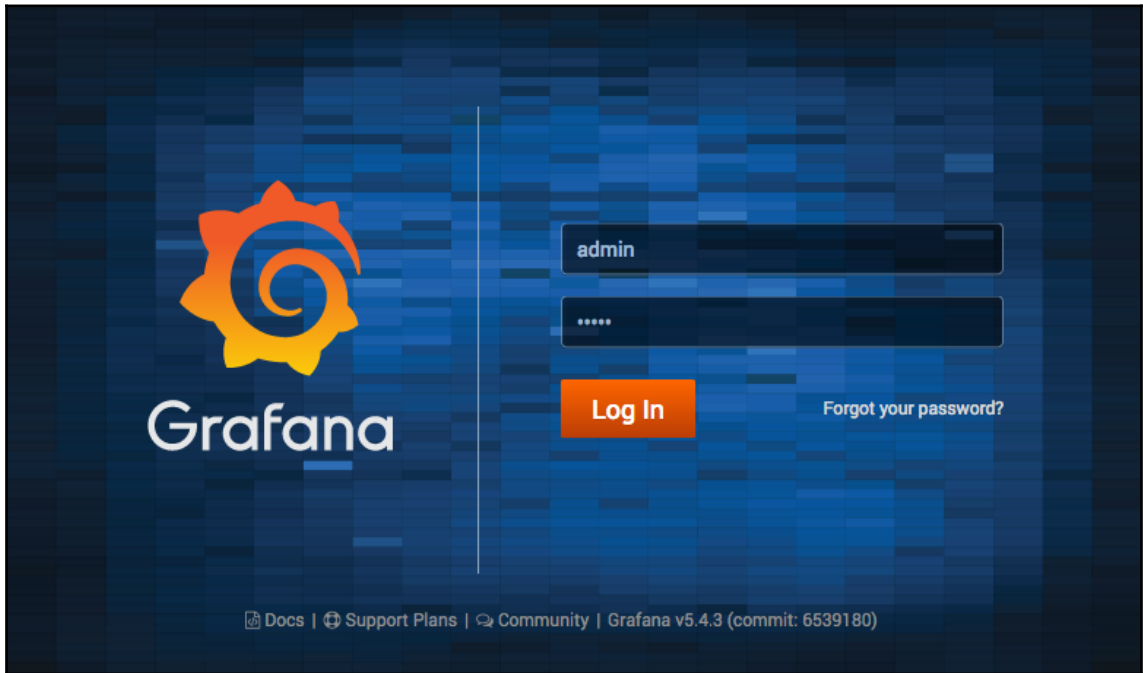 admin
•••••
Grafana
Log In
Forgot your password?
Docs | Support Plans | Community | Grafana v5.4.3 (commit: 6539180)